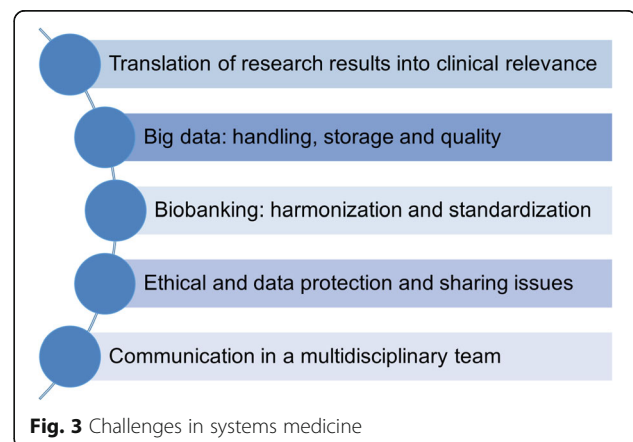 Translation of research results into clinical relevance
Big data: handling, storage and quality
Biobanking: harmonization and standardization
Ethical and data protection and sharing issues
Communication in a multidisciplinary team
Fig. 3 Challenges in systems medicine